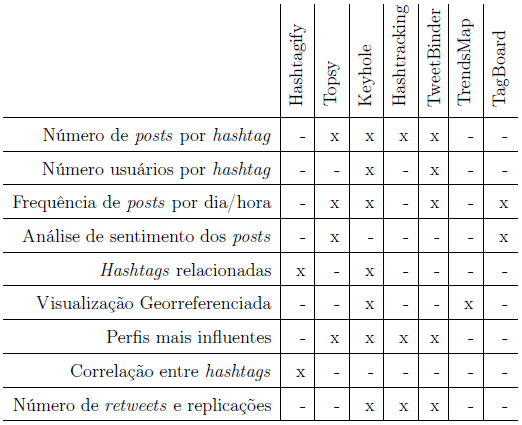 Hashtagify Topsy Keyhole Hashtracking TweetBinder TrendsMap TagBoard
Número de posts por hashtag - x x x x - -
Número usuários por hashtag - - x - x - -
Frequência de posts por dia/hora - x x - x - x
Análise de sentimento dos posts - x - - - - x
Hashtags relacionadas x - x - - - -
Visualização Georreferenciada - - x - - x -
Perfis mais influentes - x x x x - -
Correlação entre hashtags x - - - - - -
Número de retweets e replicações - - x x x - -